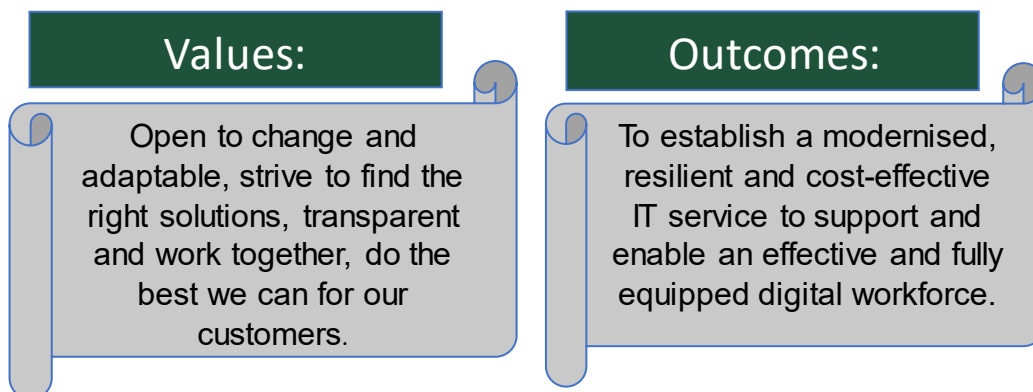 Values:
Open to change and
adaptable, strive to find the
right solutions, transparent
and work together, do the
best we can for our
customers.
Outcomes:
To establish a modernised,
resilient and cost-effective
IT service to support and
enable an effective and fully
equipped digital workforce.